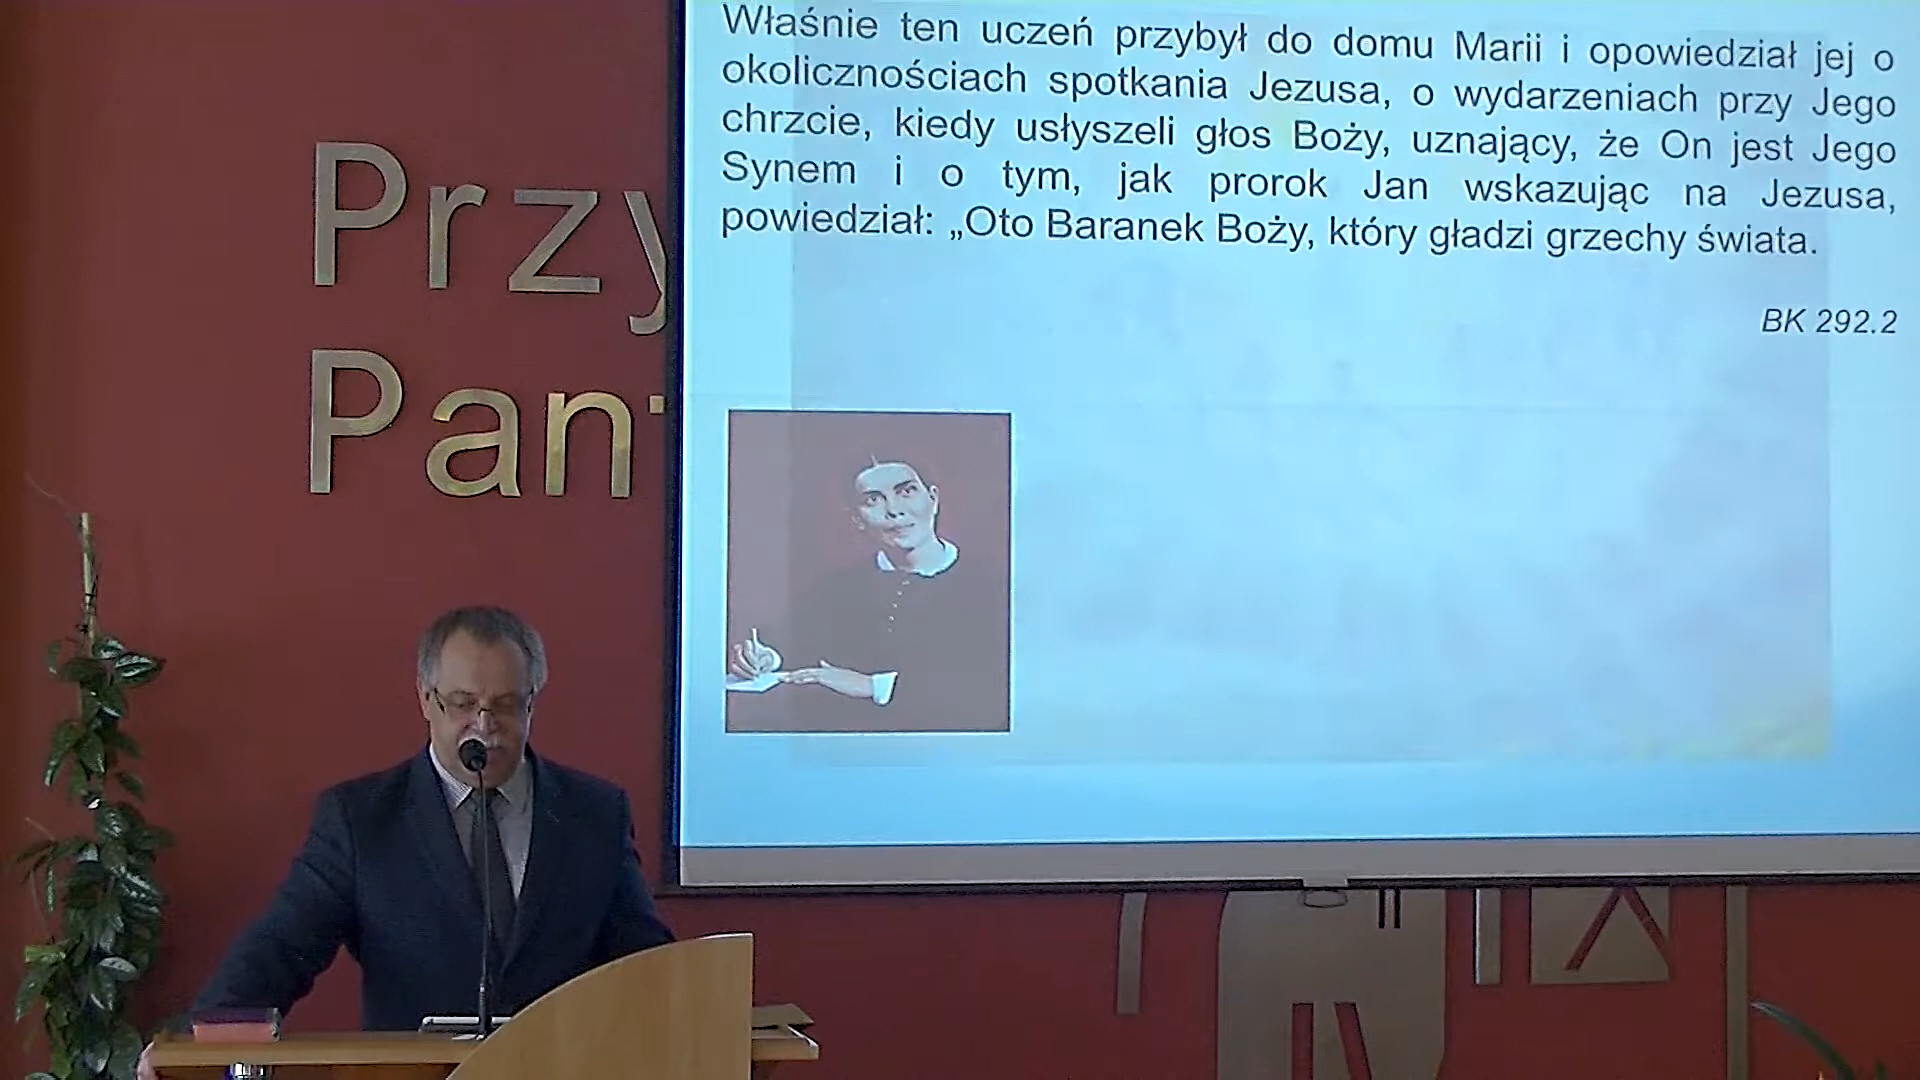 Właśnie ten uczeń przybył do domu Marii i opowiedział jej o
okolicznościach spotkania Jezusa, o wydarzeniach przy Jego
chrzcie, kiedy usłyszeli głos Boży, uznający, że On jest Jego
Synem i o tym, jak prorok Jan wskazując na Jezusa,
powiedział: „Oto Baranek Boży, który gładzi grzechy świata.
BK 292.2
Przy
Pan